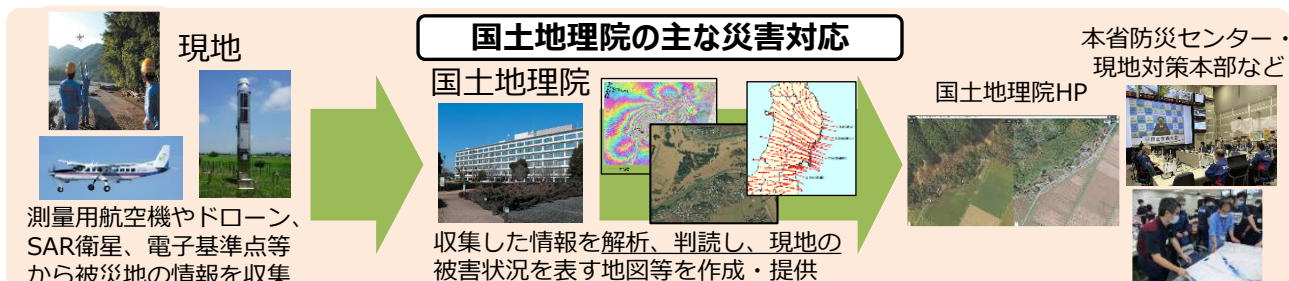 国土地理院の主な災害対応
現地
測量用航空機やドローン、
SAR衛星、電子基準点等
から被災地の情報を収集
国土地理院
収集した情報を解析、判読し、現地の
被害状況を表す地図等を作成・提供
本省防災センター・
現地対策本部など
国土地理院HP